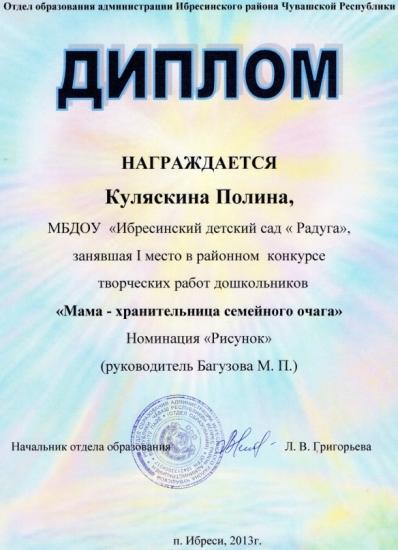 Отдел образования администрации Ибресинского района Чувашской Республики
ДИПЛОМ
НАГРАЖДАЕТСЯ
Куляскина Полина,
МБДОУ «Ибресинский детский сад « Радуга»,
занявшая I место в районном конкурсе
творческих работ дошкольников
«Мама - хранительница семейного очага»
Номинация «Рисунок»
(руководитель Багузова М. П.)
Начальник отдела образования Л. В. Григорьева
п. Ибреси, 2013г.